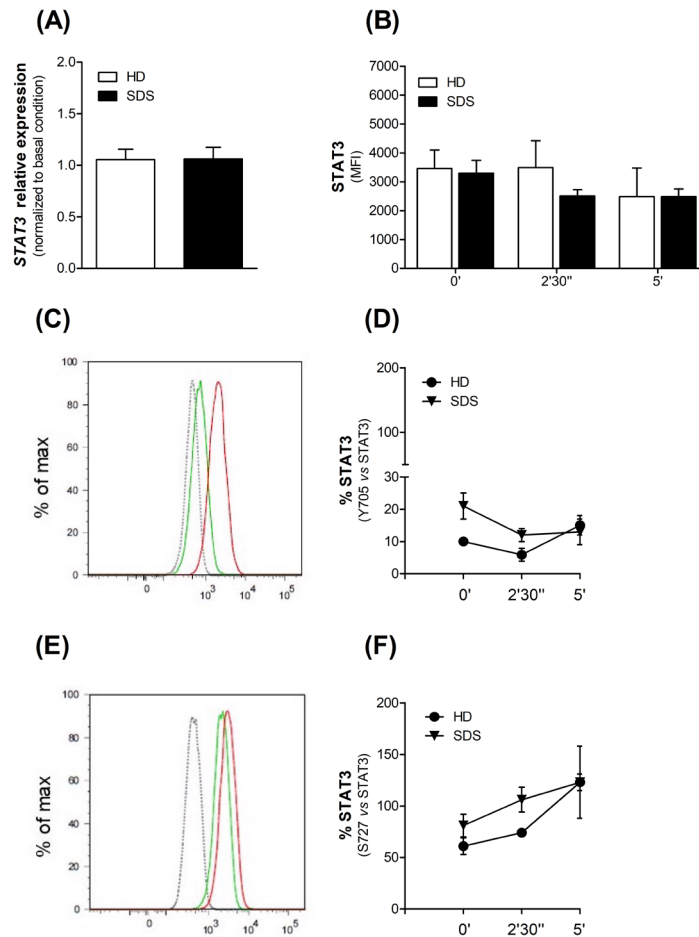 (A)
STAT3 relative expression
(normalized to basal condition)
2.0
1.5
1.0
0.5
0.0
HD
SDS
(B)
STAT3
(MFI)
7000
6000
5000
4000
3000
2000
1000
0
HD
SDS
0'
2'30''
5'
(C)
% of max
100
80
60
40
20
0
0
10³
10⁴
10⁵
(D)
% STAT3
(Y705 vs STAT3)
200
100
30
20
10
0
HD
SDS
0'
2'30''
5'
(E)
% of max
100
80
60
40
20
0
0
10³
10⁴
10⁵
(F)
% STAT3
(S727 vs STAT3)
200
150
100
50
0
HD
SDS
0'
2'30''
5'